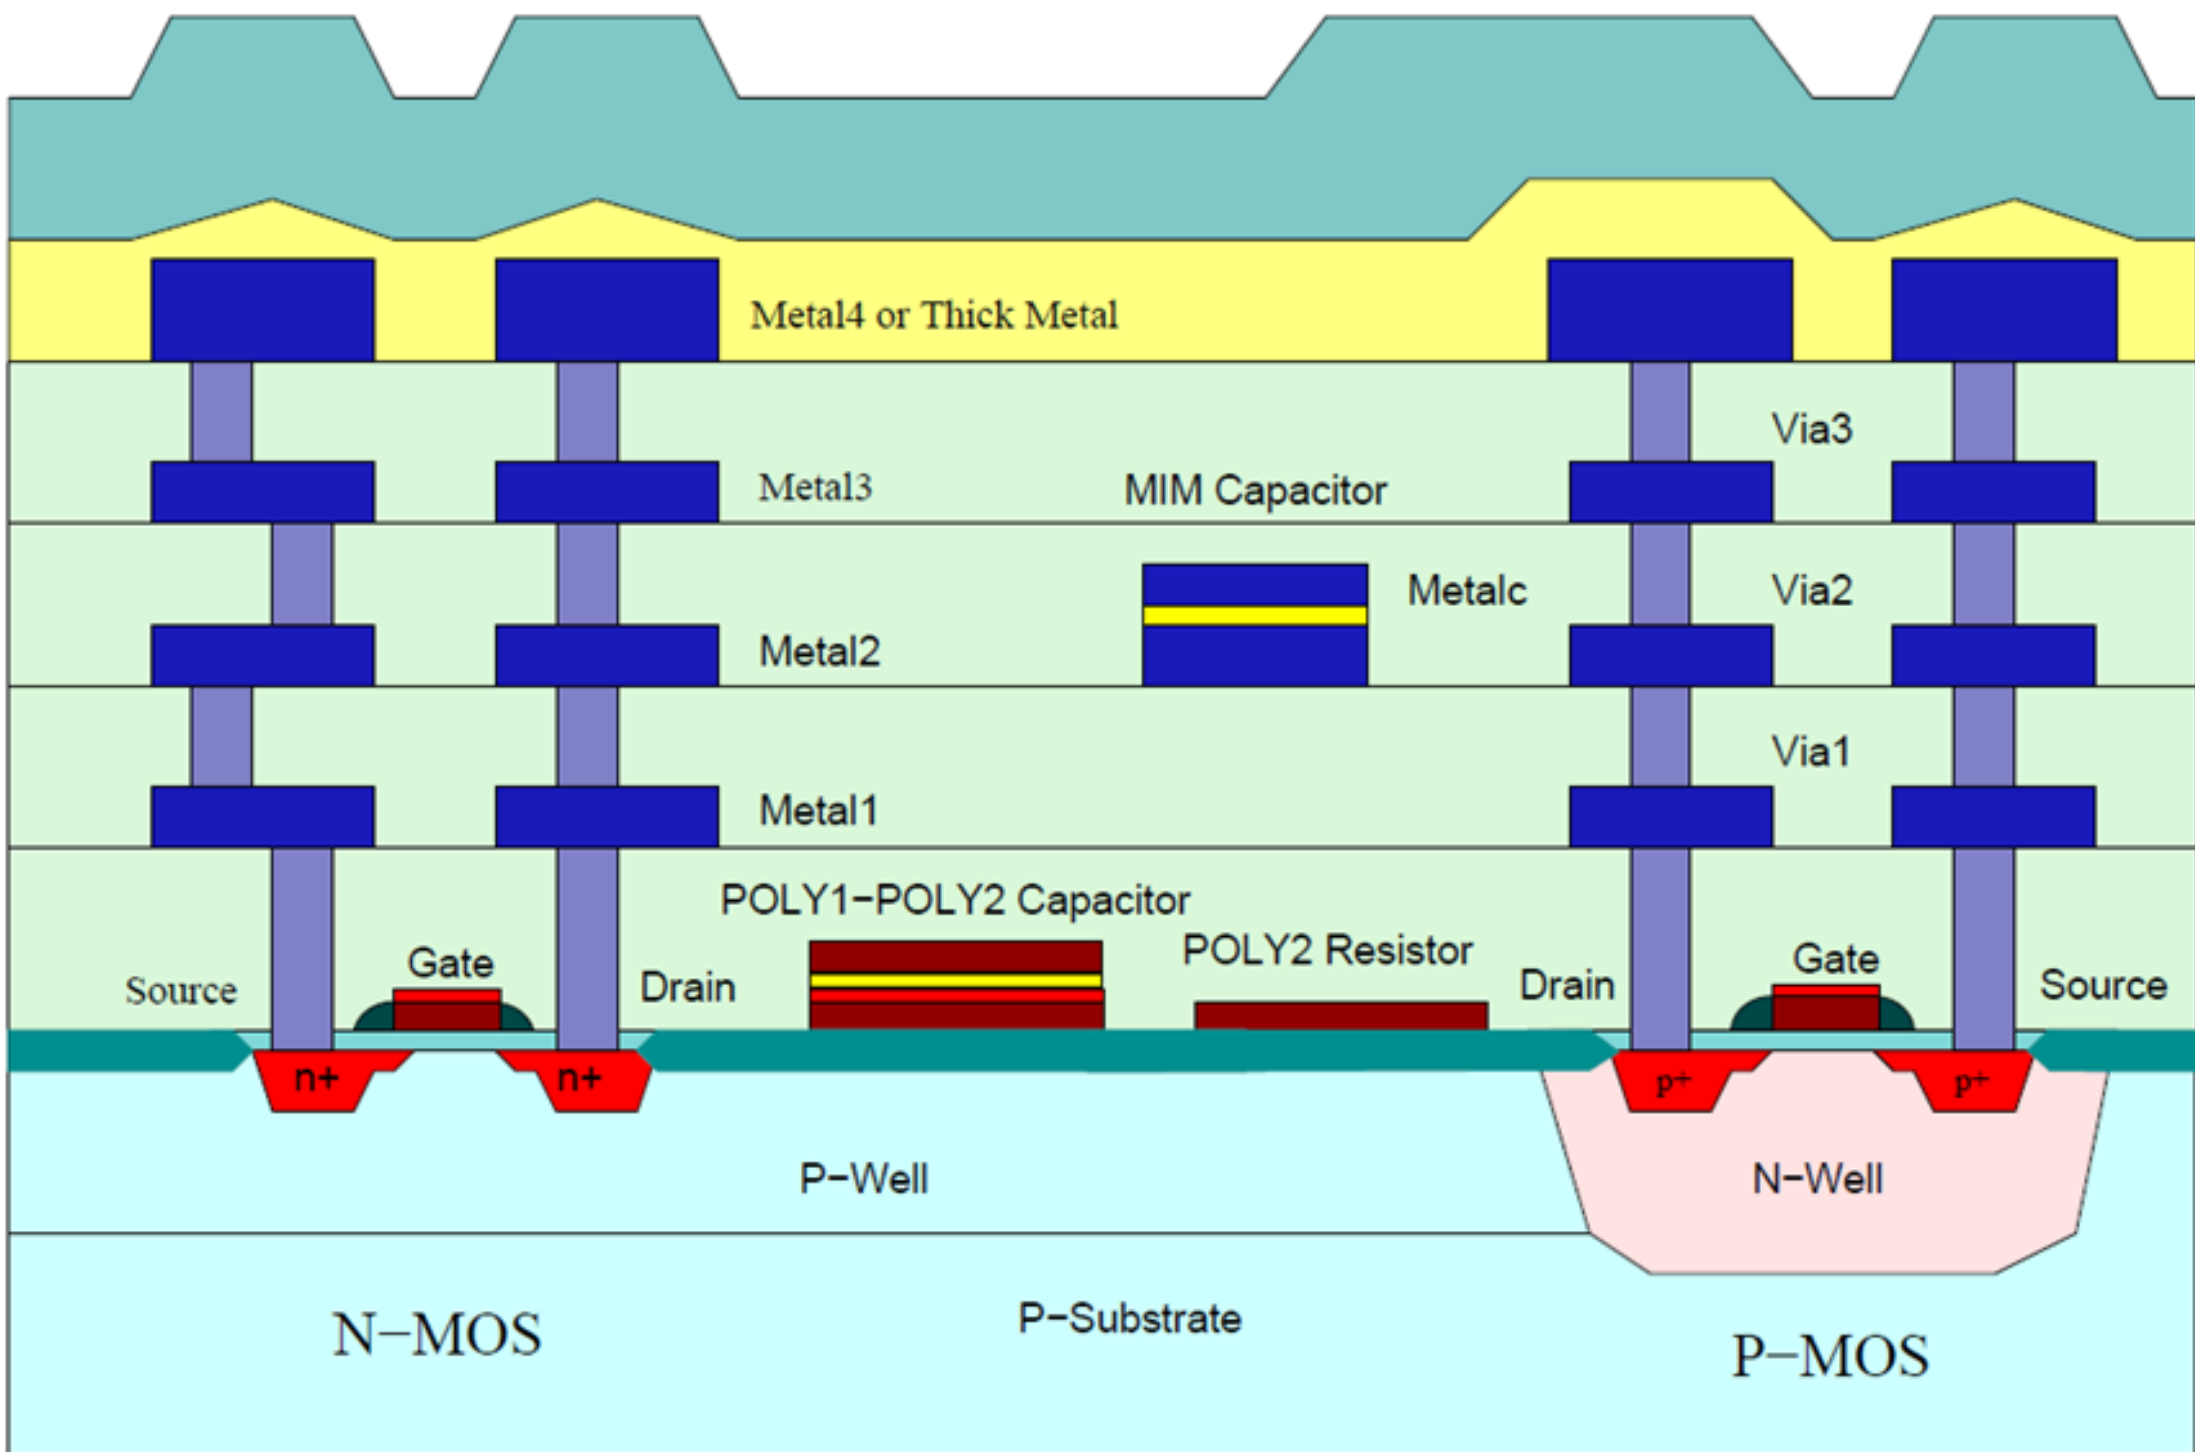 Metal4 or Thick Metal
Via3
Metal3
MIM Capacitor
Metalc
Via2
Metal2
Via1
Metal1
POLY1−POLY2 Capacitor
POLY2 Resistor
Gate
Gate
Source
Drain
Drain
Source
n+
n+
p+
p+
P−Well
N−Well
P−Substrate
N−MOS
P−MOS